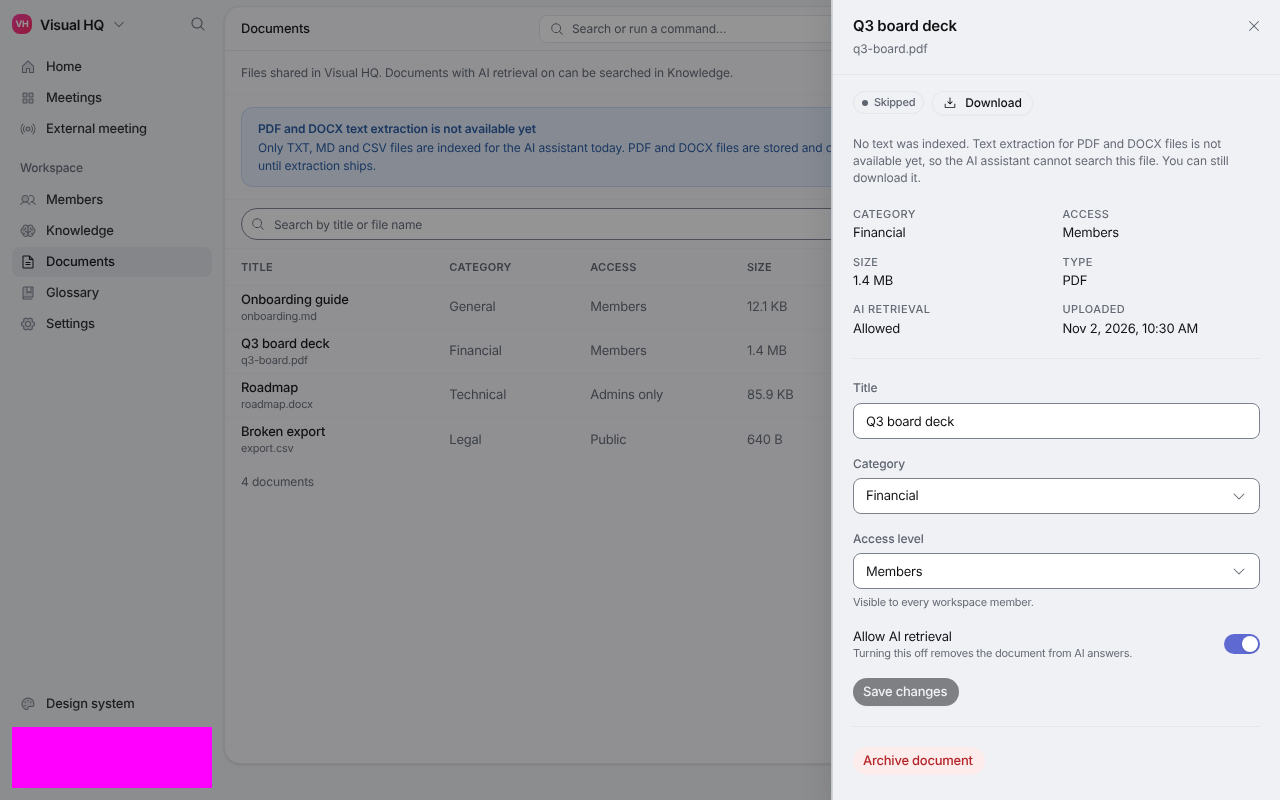 VH Visual HQ
Home
Meetings
External meeting
Workspace
Members
Knowledge
Documents
Glossary
Settings
Design system
Documents
Search or run a command...
Files shared in Visual HQ. Documents with AI retrieval on can be searched in Knowledge.
PDF and DOCX text extraction is not available yet
Only TXT, MD and CSV files are indexed for the AI assistant today. PDF and DOCX files are stored and
until extraction ships.
Search by title or file name
TITLE CATEGORY ACCESS SIZE
Onboarding guide General Members 12.1 KB
onboarding.md
Q3 board deck Financial Members 1.4 MB
q3-board.pdf
Roadmap Technical Admins only 85.9 KB
roadmap.docx
Broken export Legal Public 640 B
export.csv
4 documents
Q3 board deck
q3-board.pdf
Skipped Download
No text was indexed. Text extraction for PDF and DOCX files is not
available yet, so the AI assistant cannot search this file. You can still
download it.
CATEGORY ACCESS
Financial Members
SIZE TYPE
1.4 MB PDF
AI RETRIEVAL UPLOADED
Allowed Nov 2, 2026, 10:30 AM
Title
Q3 board deck
Category
Financial
Access level
Members
Visible to every workspace member.
Allow AI retrieval
Turning this off removes the document from AI answers.
Save changes
Archive document